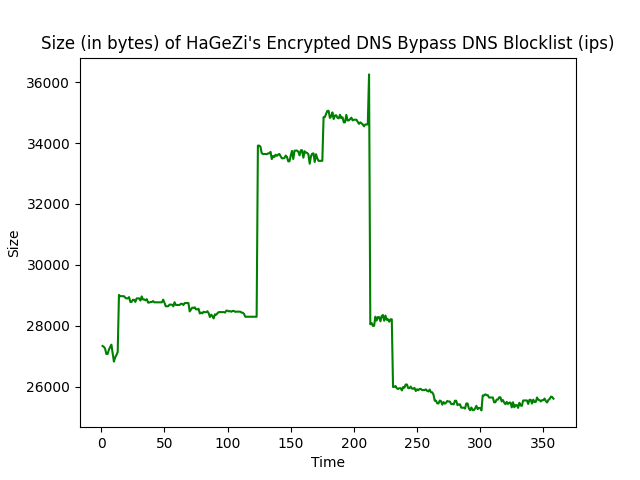 Size (in bytes) of HaGeZi's Encrypted DNS Bypass DNS Blocklist (ips)
36000
34000
32000
30000
28000
26000
Size
0 50 100 150 200 250 300 350
Time